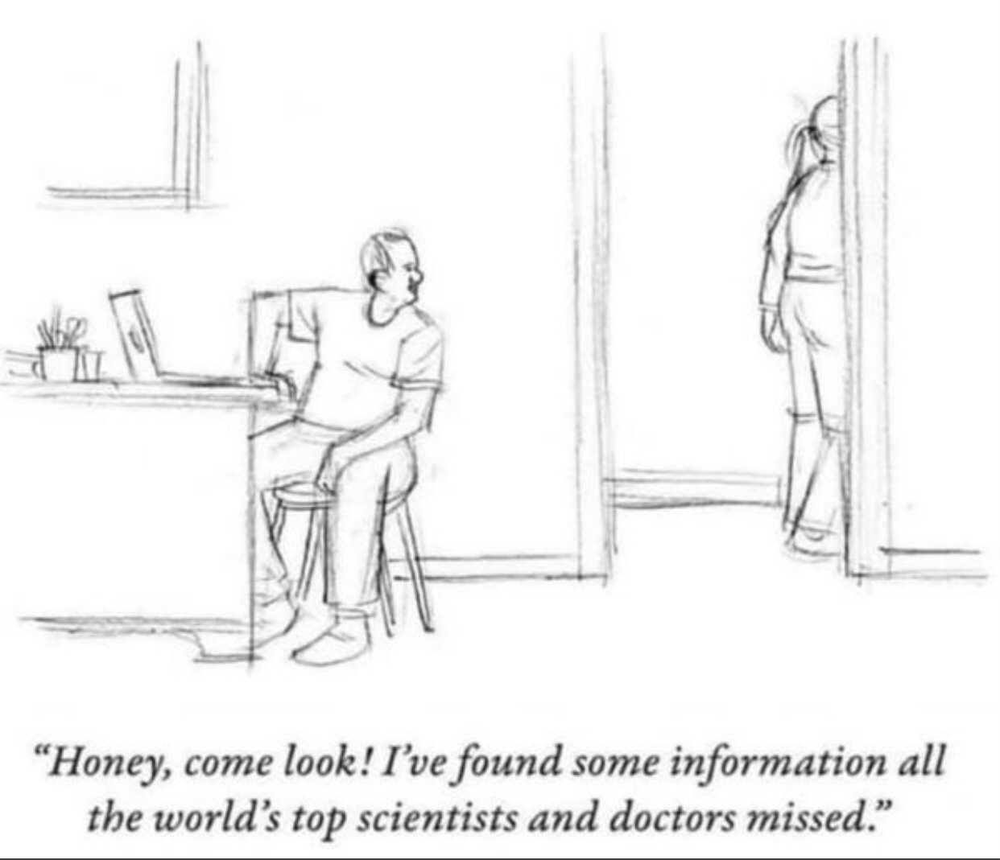 “Honey, come look! I’ve found some information all
the world’s top scientists and doctors missed.”